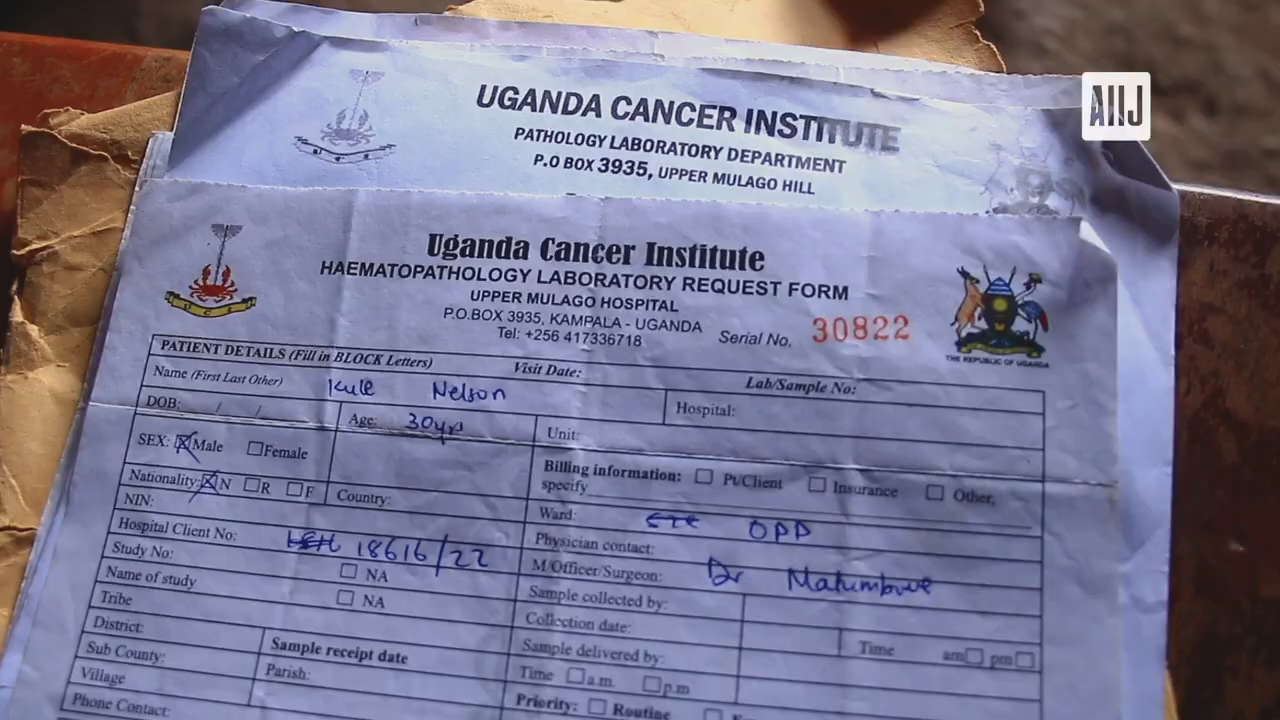 AIIJ
UGANDA CANCER INSTITUTE
PATHOLOGY LABORATORY DEPARTMENT
P.O BOX 3935, UPPER MULAGO HILL
Uganda Cancer Institute
HAEMATOPATHOLOGY LABORATORY REQUEST FORM
UPPER MULAGO HOSPITAL
P.O.BOX 3935, KAMPALA - UGANDA
Tel: +256 417336718 Serial No. 30822
U C I
THE REPUBLIC OF UGANDA
PATIENT DETAILS (Fill in BLOCK Letters) Visit Date: Lab/Sample No:
Name (First Last Other) Kule Nelson Hospital:
DOB: / / Age: 30yrs Unit:
SEX: Male Female Billing information: Pt/Client Insurance Other,
specify
Nationality: N R F Country:
NIN: Ward: OPD
Hospital Client No: 18616/22 Physician contact:
Study No: NA M/Officer/Surgeon: Dr
Name of study NA Sample collected by:
Tribe Collection date: Time am pm
District: Sample receipt date Sample delivered by:
Sub County: Parish: Time a.m. p.m
Village Priority: Routine
Phone Contact: